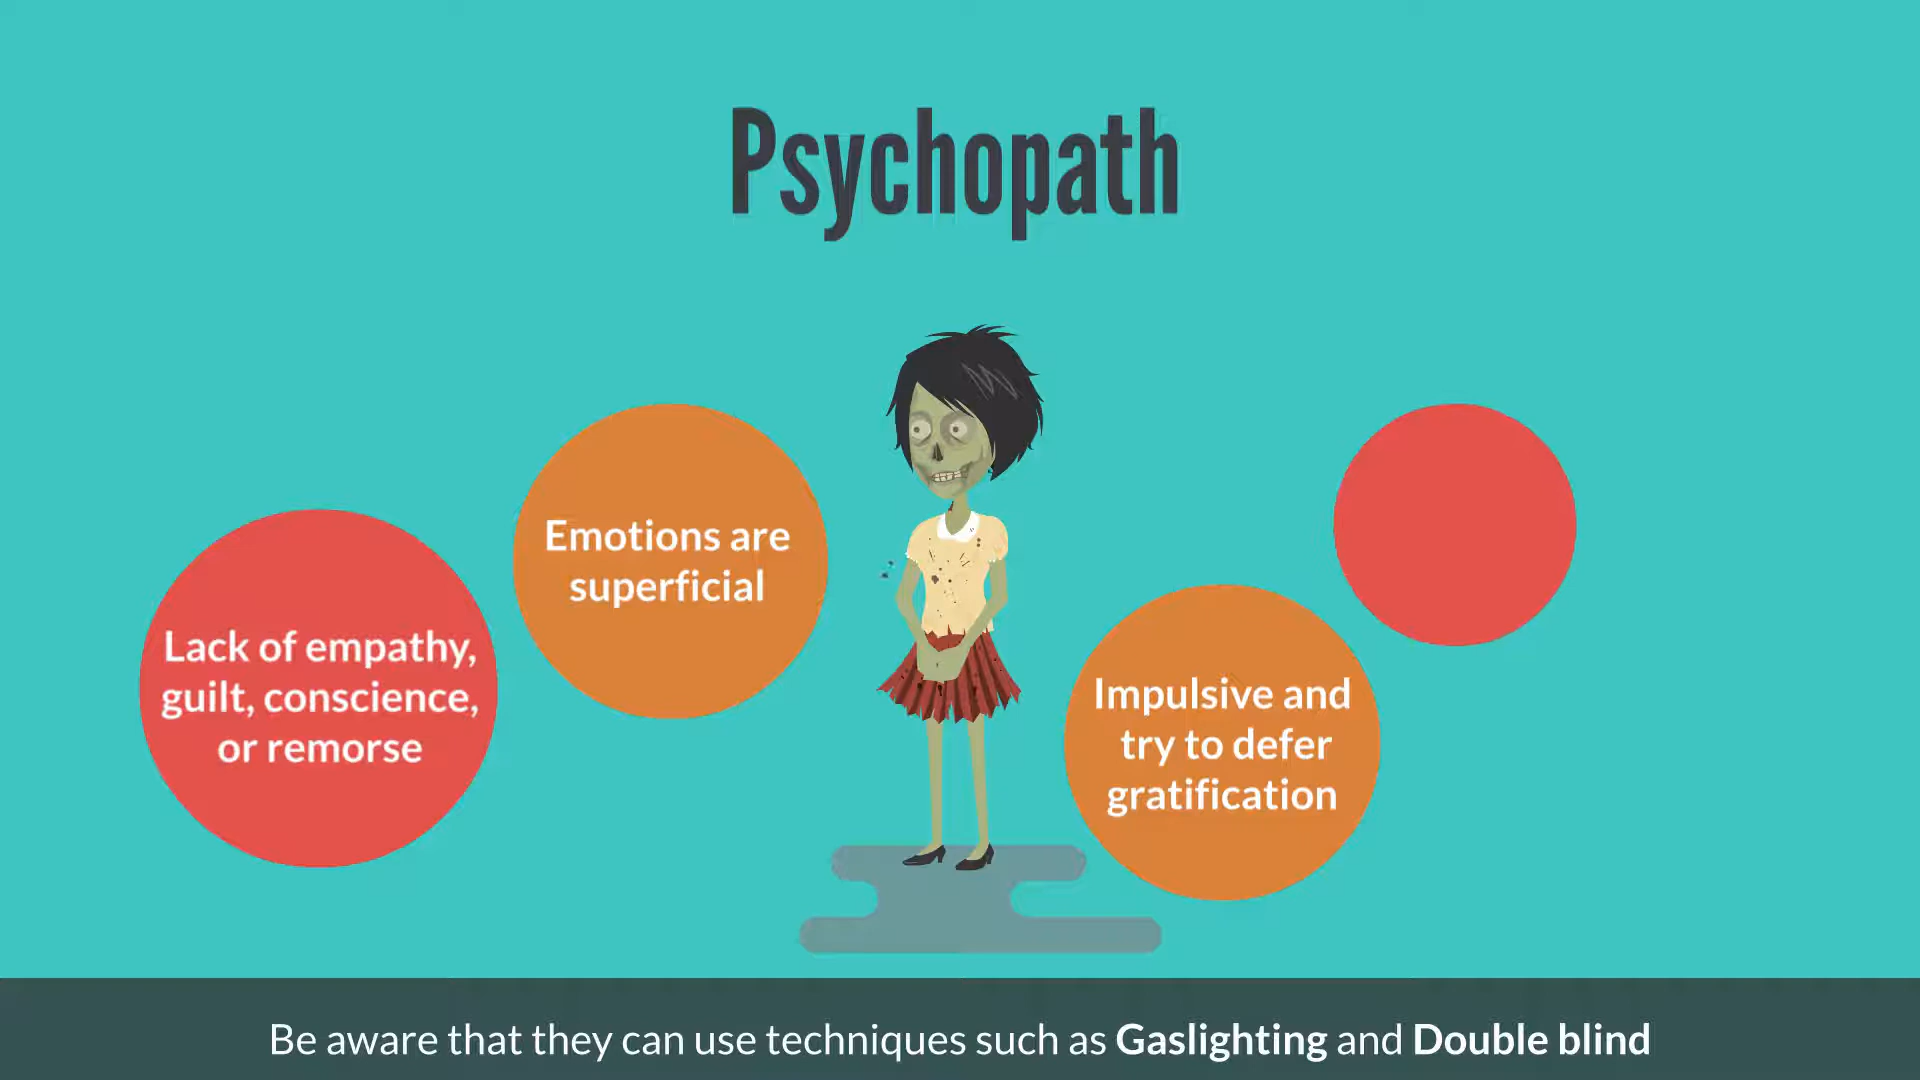 Psychopath
Emotions are
superficial
Lack of empathy,
guilt, conscience,
or remorse
Impulsive and
try to defer
gratification
Be aware that they can use techniques such as Gaslighting and Double blind